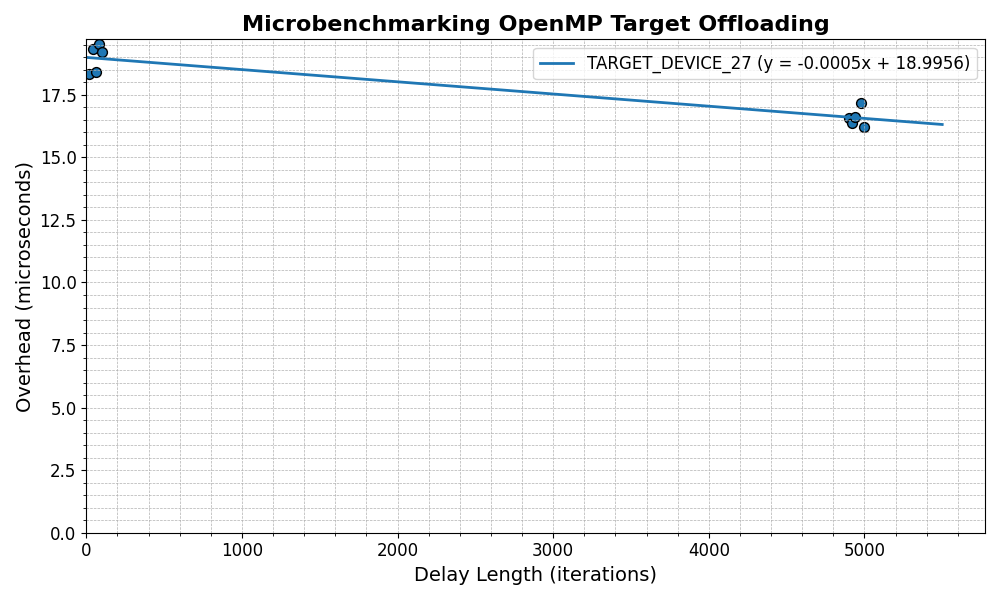 Microbenchmarking OpenMP Target Offloading
TARGET_DEVICE_27 (y = -0.0005x + 18.9956)
Overhead (microseconds)
17.5
15.0
12.5
10.0
7.5
5.0
2.5
0.0
0 1000 2000 3000 4000 5000
Delay Length (iterations)